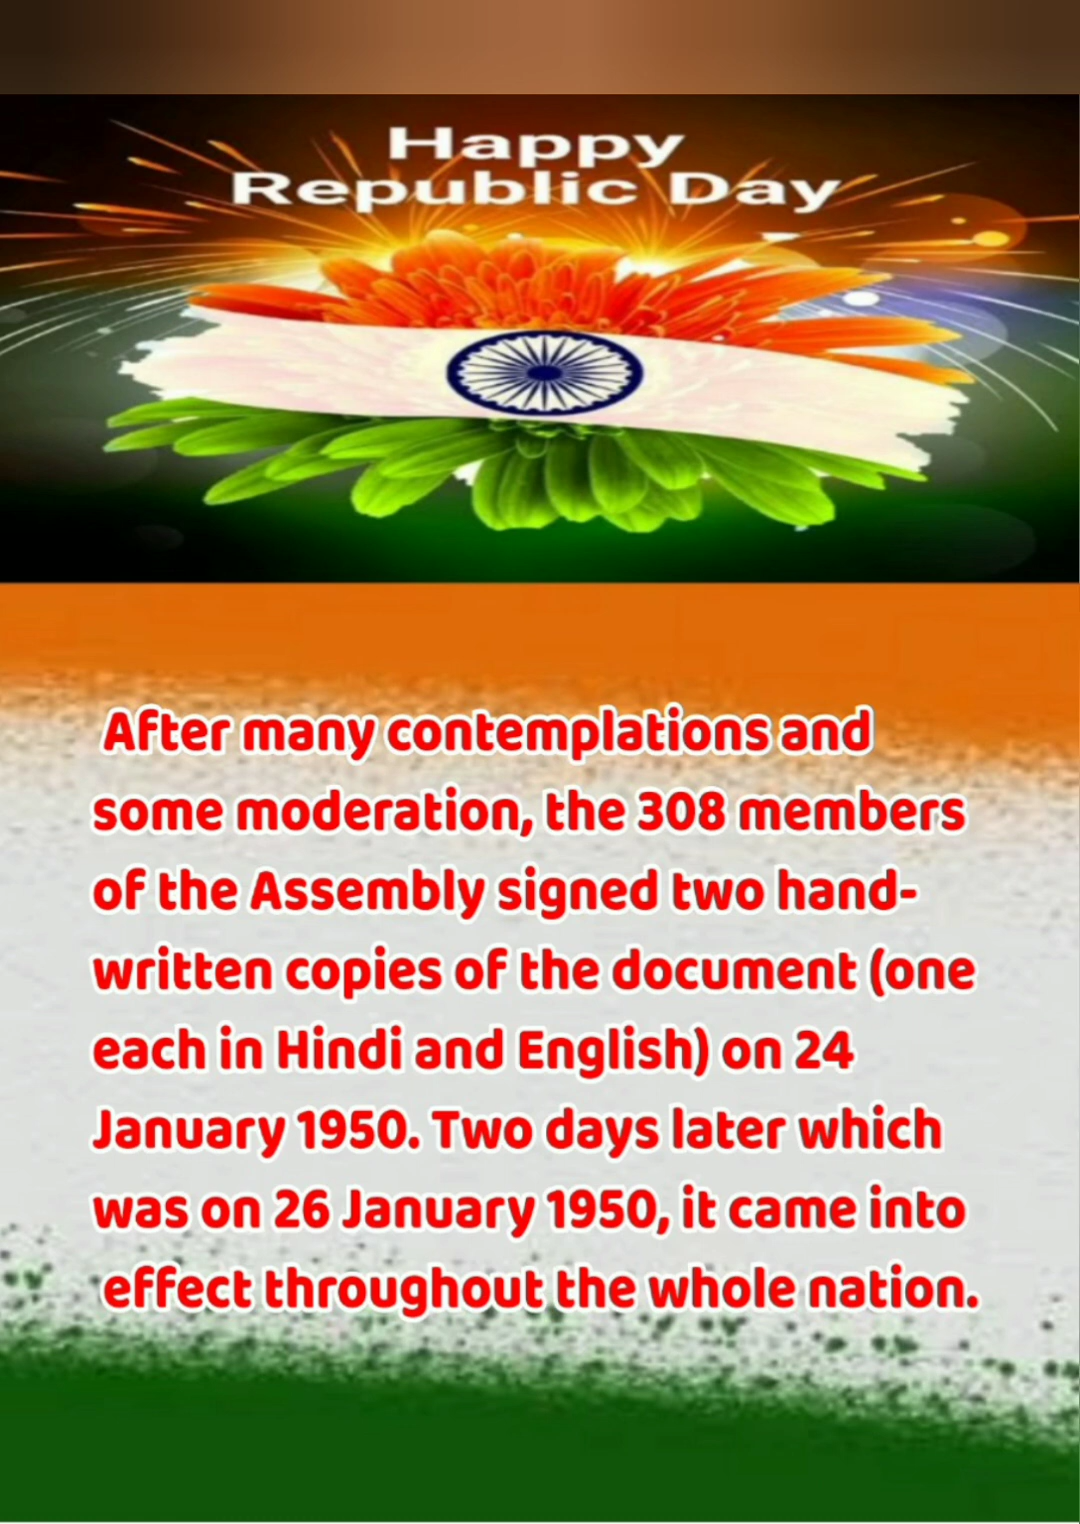 Happy
Republic Day
After many contemplations and
some moderation, the 308 members
of the Assembly signed two hand-
written copies of the document (one
each in Hindi and English) on 24
January 1950. Two days later which
was on 26 January 1950, it came into
effect throughout the whole nation.